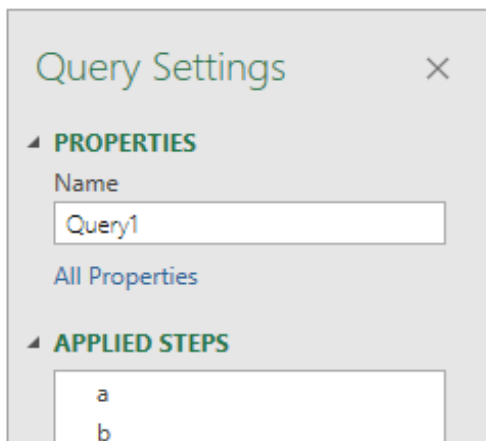 Query Settings
PROPERTIES
Name
Query1
All Properties
APPLIED STEPS
a
b